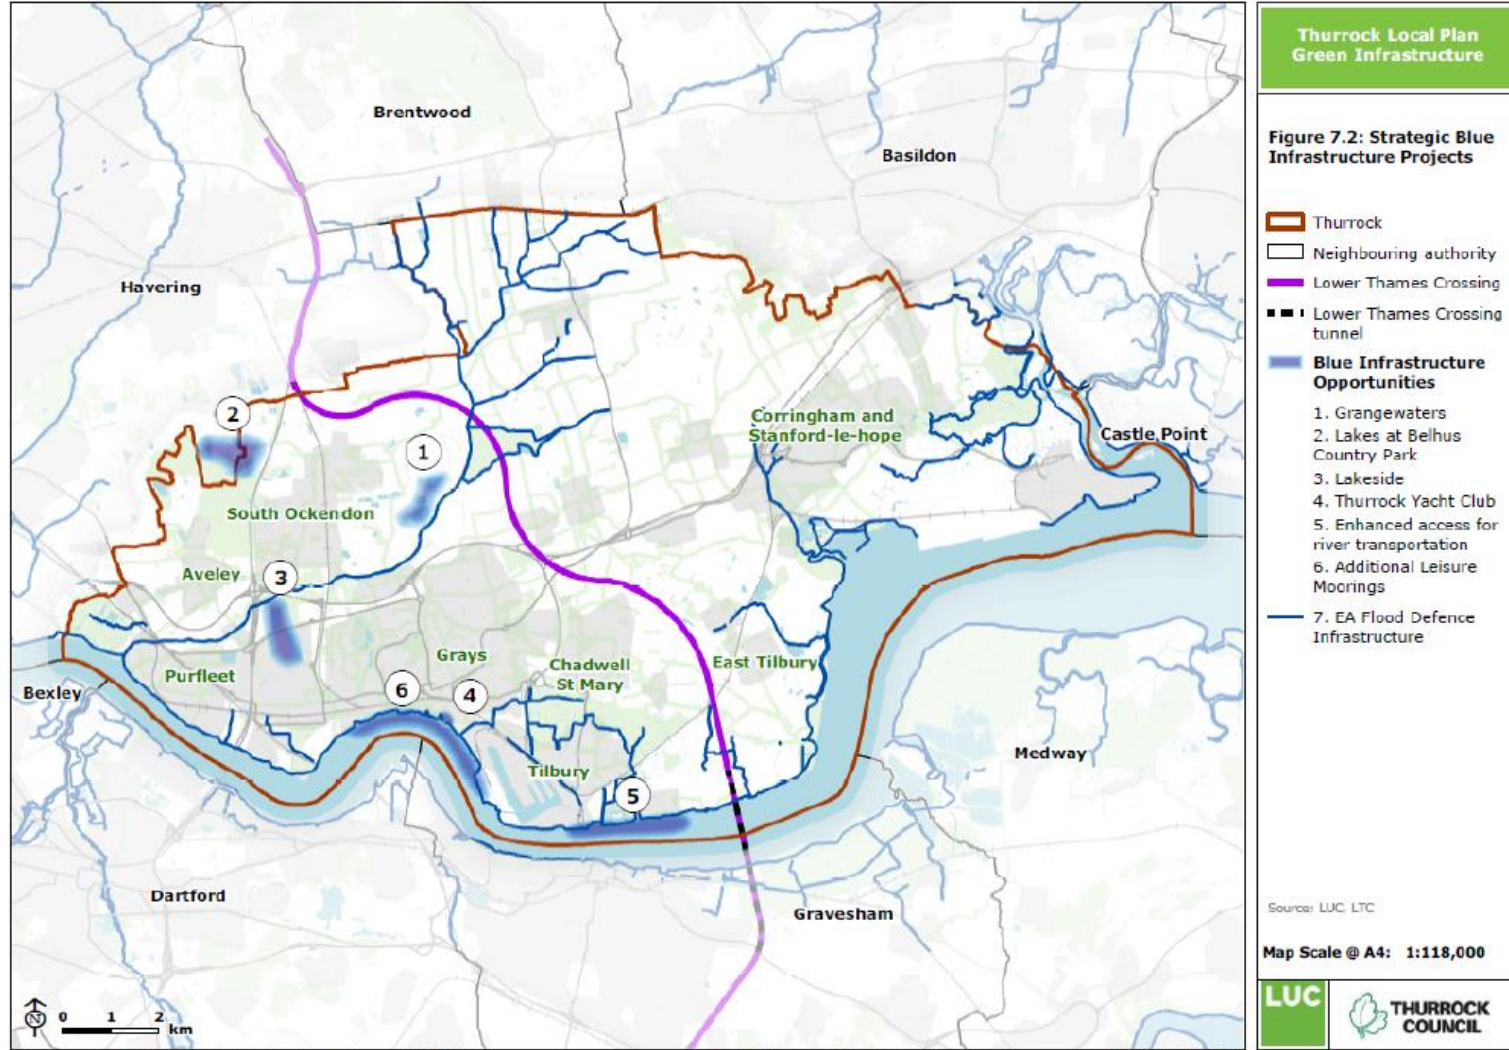 Brentwood
Basildon
Havering
2
1
Corringham and
Stanford-le-hope
Castle Point
South Ockendon
Aveley
3
Purfleet
Grays
Chadwell
St Mary
East Tilbury
Bexley
6
4
Tilbury
5
Medway
Dartford
Gravesham
N
0 1 2
km
Thurrock Local Plan
Green Infrastructure
Figure 7.2: Strategic Blue
Infrastructure Projects
Thurrock
Neighbouring authority
Lower Thames Crossing
Lower Thames Crossing
tunnel
Blue Infrastructure
Opportunities
1. Grangewaters
2. Lakes at Belhus
Country Park
3. Lakeside
4. Thurrock Yacht Club
5. Enhanced access for
river transportation
6. Additional Leisure
Moorings
7. EA Flood Defence
Infrastructure
Source: LUC, LTC
Map Scale @ A4: 1:118,000
LUC
THURROCK
COUNCIL